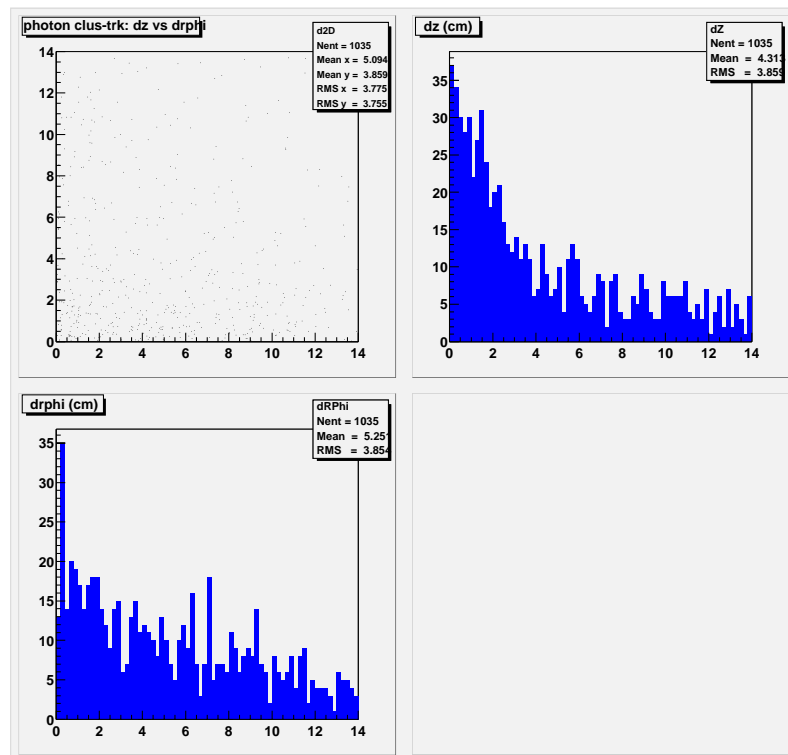 photon clus-trk: dz vs drphi
d2D
Nent = 1035
Mean x = 5.094
Mean y = 3.859
RMS x = 3.775
RMS y = 3.755
14
12
10
8
6
4
2
0
0 2 4 6 8 10 12 14
dz (cm)
dZ
Nent = 1035
Mean = 4.313
RMS = 3.859
35
30
25
20
15
10
5
0
0 2 4 6 8 10 12 14
drphi (cm)
dRPhi
Nent = 1035
Mean = 5.251
RMS = 3.854
35
30
25
20
15
10
5
0
0 2 4 6 8 10 12 14